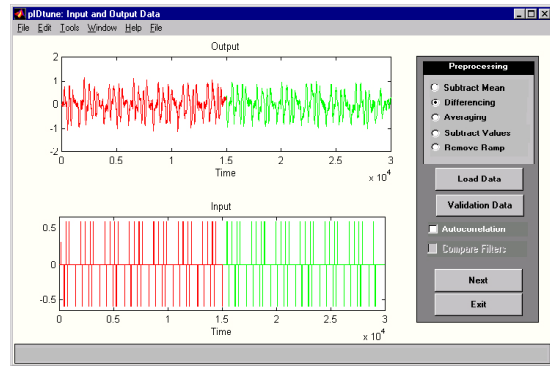 pIDtune: Input and Output Data
File Edit Tools Window Help File
Output
2
1
0
-1
-2
0 0.5 1 1.5 2 2.5 3
Time
x 10^4
Input
0.5
0
-0.5
0 0.5 1 1.5 2 2.5 3
Time
x 10^4
Preprocessing
Subtract Mean
Differencing
Averaging
Subtract Values
Remove Ramp
Load Data
Validation Data
Autocorrelation
Compare Filters
Next
Exit